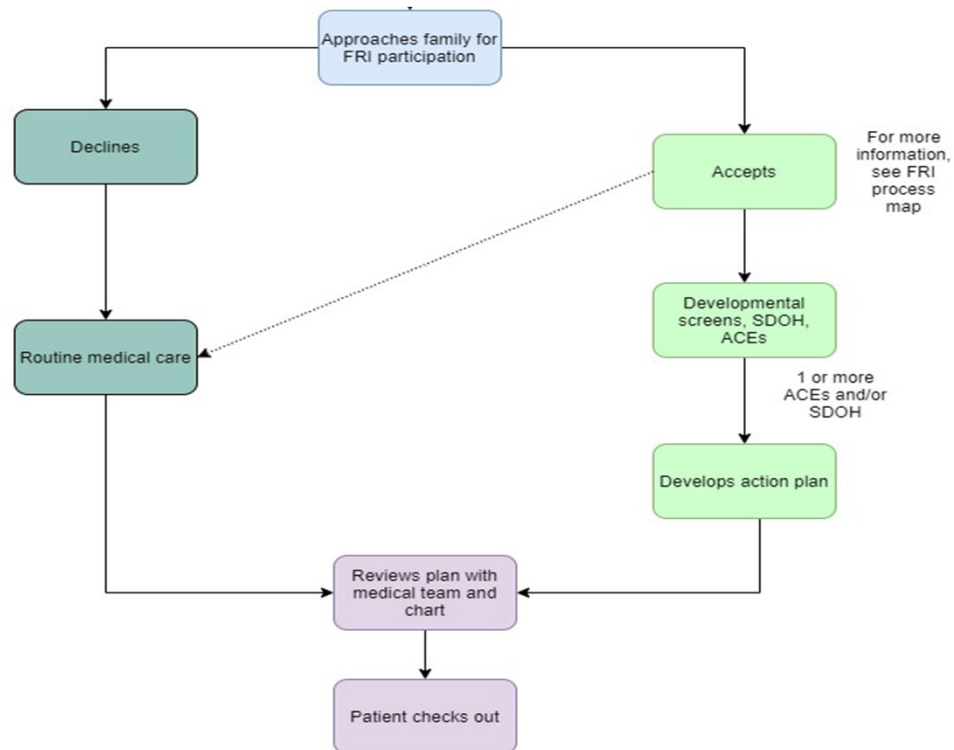 Approaches family for
FRI participation
Declines
Accepts
For more
information,
see FRI
process
map
Routine medical care
Developmental
screens, SDOH,
ACEs
1 or more
ACEs and/or
SDOH
Develops action plan
Reviews plan with
medical team and
chart
Patient checks out